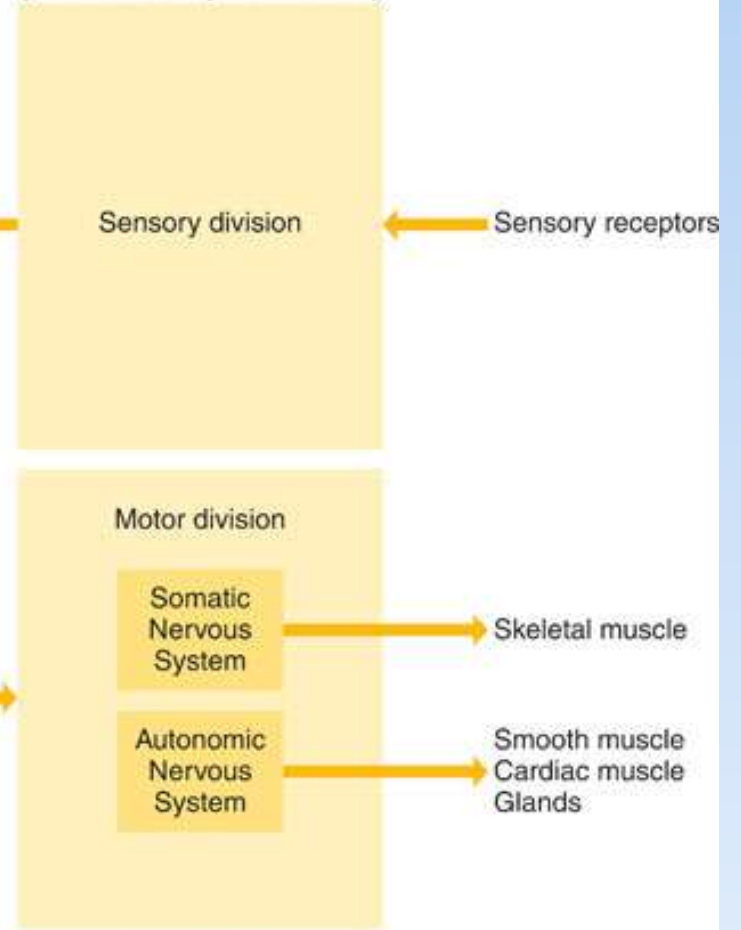 Sensory division
Sensory receptors
Motor division
Somatic
Nervous
System
Skeletal muscle
Autonomic
Nervous
System
Smooth muscle
Cardiac muscle
Glands